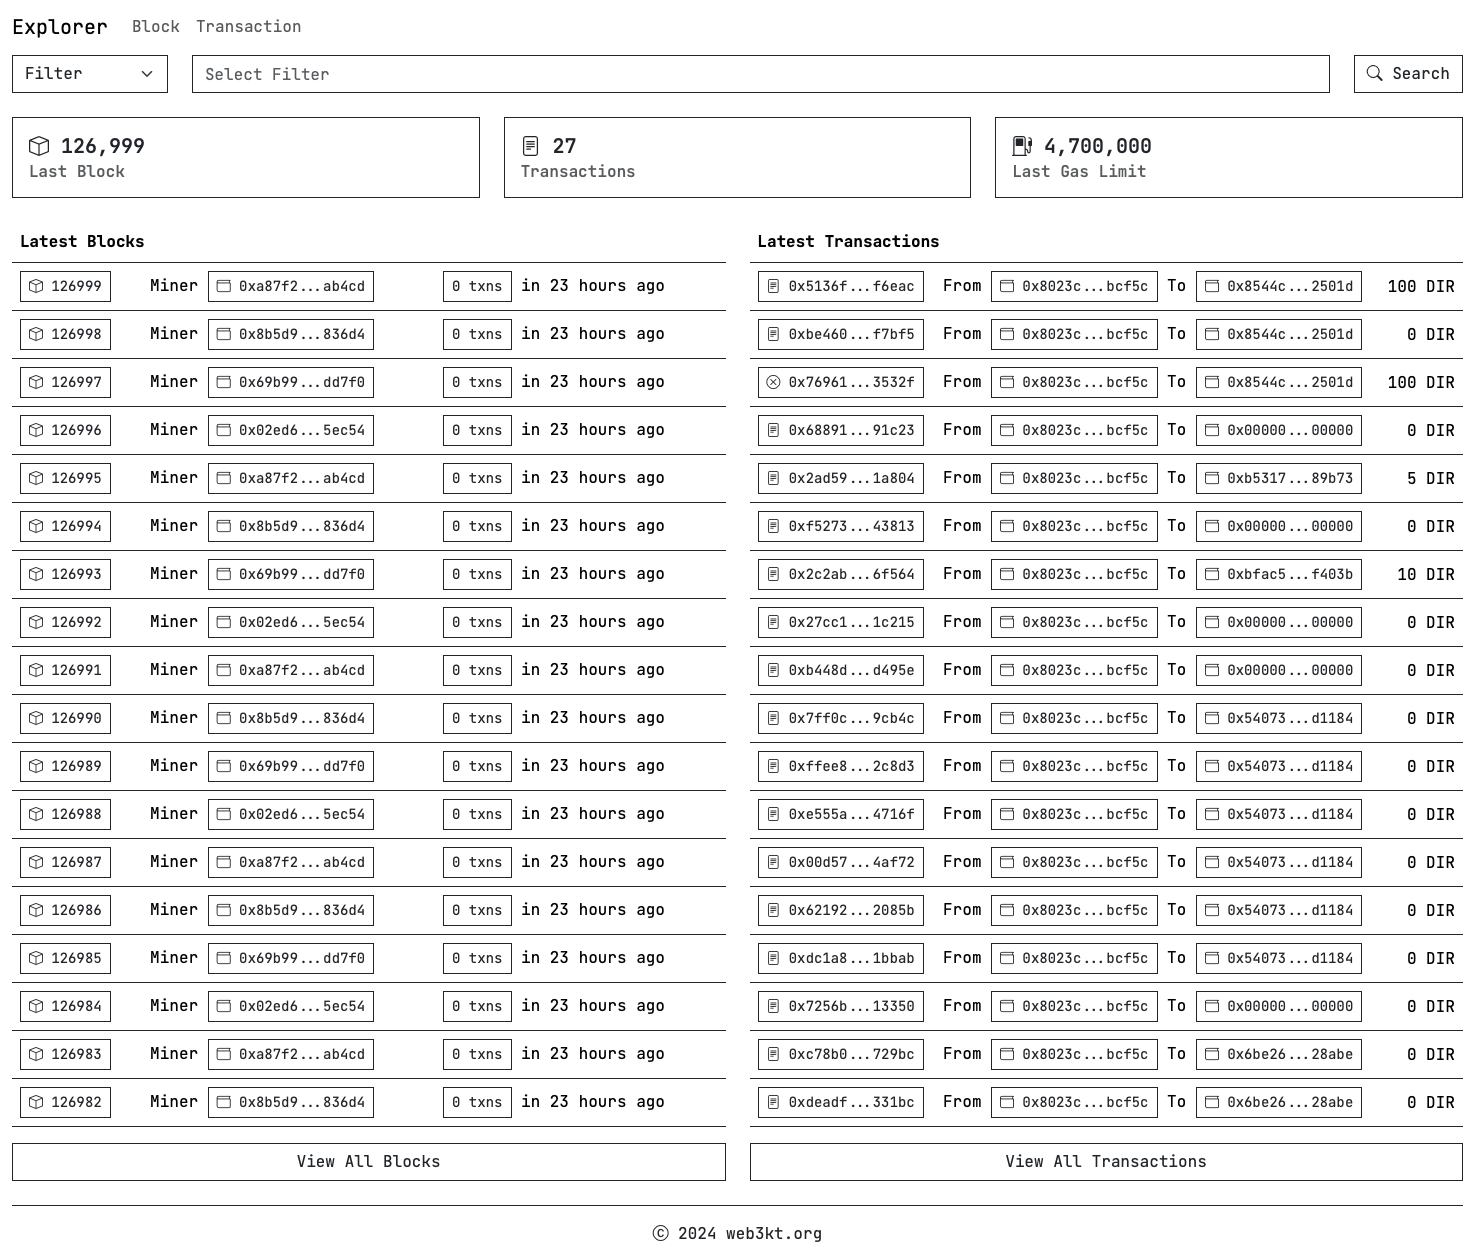 Explorer Block Transaction
Filter Select Filter Search
126,999 27 4,700,000
Last Block Transactions Last Gas Limit
Latest Blocks
126999 Miner 0xa87f2...ab4cd 0 txns in 23 hours ago
126998 Miner 0x8b5d9...836d4 0 txns in 23 hours ago
126997 Miner 0x69b99...dd7f0 0 txns in 23 hours ago
126996 Miner 0x02ed6...5ec54 0 txns in 23 hours ago
126995 Miner 0xa87f2...ab4cd 0 txns in 23 hours ago
126994 Miner 0x8b5d9...836d4 0 txns in 23 hours ago
126993 Miner 0x69b99...dd7f0 0 txns in 23 hours ago
126992 Miner 0x02ed6...5ec54 0 txns in 23 hours ago
126991 Miner 0xa87f2...ab4cd 0 txns in 23 hours ago
126990 Miner 0x8b5d9...836d4 0 txns in 23 hours ago
126989 Miner 0x69b99...dd7f0 0 txns in 23 hours ago
126988 Miner 0x02ed6...5ec54 0 txns in 23 hours ago
126987 Miner 0xa87f2...ab4cd 0 txns in 23 hours ago
126986 Miner 0x8b5d9...836d4 0 txns in 23 hours ago
126985 Miner 0x69b99...dd7f0 0 txns in 23 hours ago
126984 Miner 0x02ed6...5ec54 0 txns in 23 hours ago
126983 Miner 0xa87f2...ab4cd 0 txns in 23 hours ago
126982 Miner 0x8b5d9...836d4 0 txns in 23 hours ago
View All Blocks
Latest Transactions
0x5136f...f6eac From 0x8023c...bcf5c To 0x8544c...2501d 100 DIR
0xbe460...f7bf5 From 0x8023c...bcf5c To 0x8544c...2501d 0 DIR
0x76961...3532f From 0x8023c...bcf5c To 0x8544c...2501d 100 DIR
0x68891...91c23 From 0x8023c...bcf5c To 0x00000...00000 0 DIR
0x2ad59...1a804 From 0x8023c...bcf5c To 0xb5317...89b73 5 DIR
0xf5273...43813 From 0x8023c...bcf5c To 0x00000...00000 0 DIR
0x2c2ab...6f564 From 0x8023c...bcf5c To 0xbfac5...f403b 10 DIR
0x27cc1...1c215 From 0x8023c...bcf5c To 0x00000...00000 0 DIR
0xb448d...d495e From 0x8023c...bcf5c To 0x00000...00000 0 DIR
0x7ff0c...9cb4c From 0x8023c...bcf5c To 0x54073...d1184 0 DIR
0xffee8...2c8d3 From 0x8023c...bcf5c To 0x54073...d1184 0 DIR
0xe555a...4716f From 0x8023c...bcf5c To 0x54073...d1184 0 DIR
0x00d57...4af72 From 0x8023c...bcf5c To 0x54073...d1184 0 DIR
0x62192...2085b From 0x8023c...bcf5c To 0x54073...d1184 0 DIR
0xdc1a8...1bbab From 0x8023c...bcf5c To 0x54073...d1184 0 DIR
0x7256b...13350 From 0x8023c...bcf5c To 0x00000...00000 0 DIR
0xc78b0...729bc From 0x8023c...bcf5c To 0x6be26...28abe 0 DIR
0xdeadf...331bc From 0x8023c...bcf5c To 0x6be26...28abe 0 DIR
View All Transactions
© 2024 web3kt.org